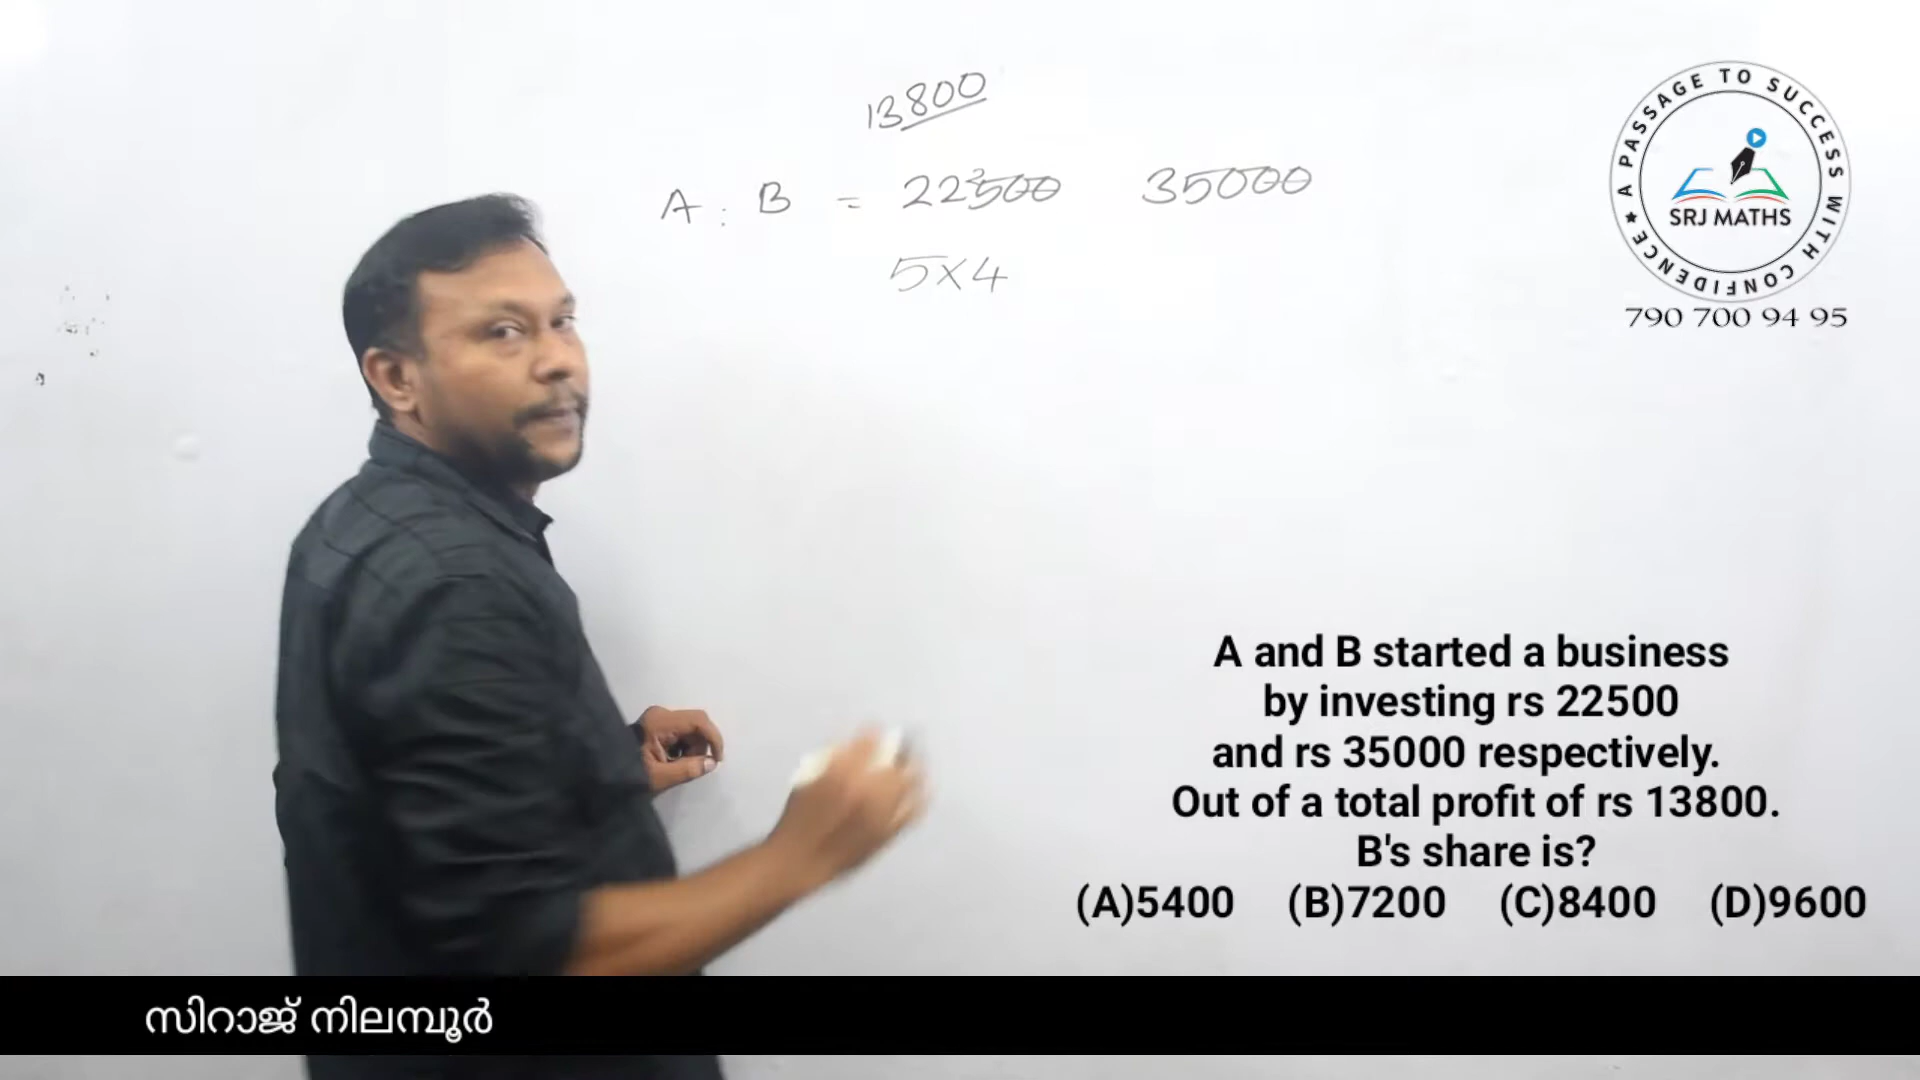 13800
A : B = 22500 35000
5×4
A PASSAGE TO SUCCESS WITH CONFIDENCE ★
SRJ MATHS
790 700 94 95
A and B started a business
by investing rs 22500
and rs 35000 respectively.
Out of a total profit of rs 13800.
B's share is?
(A)5400 (B)7200 (C)8400 (D)9600
സിറാജ് നിലമ്പൂർ